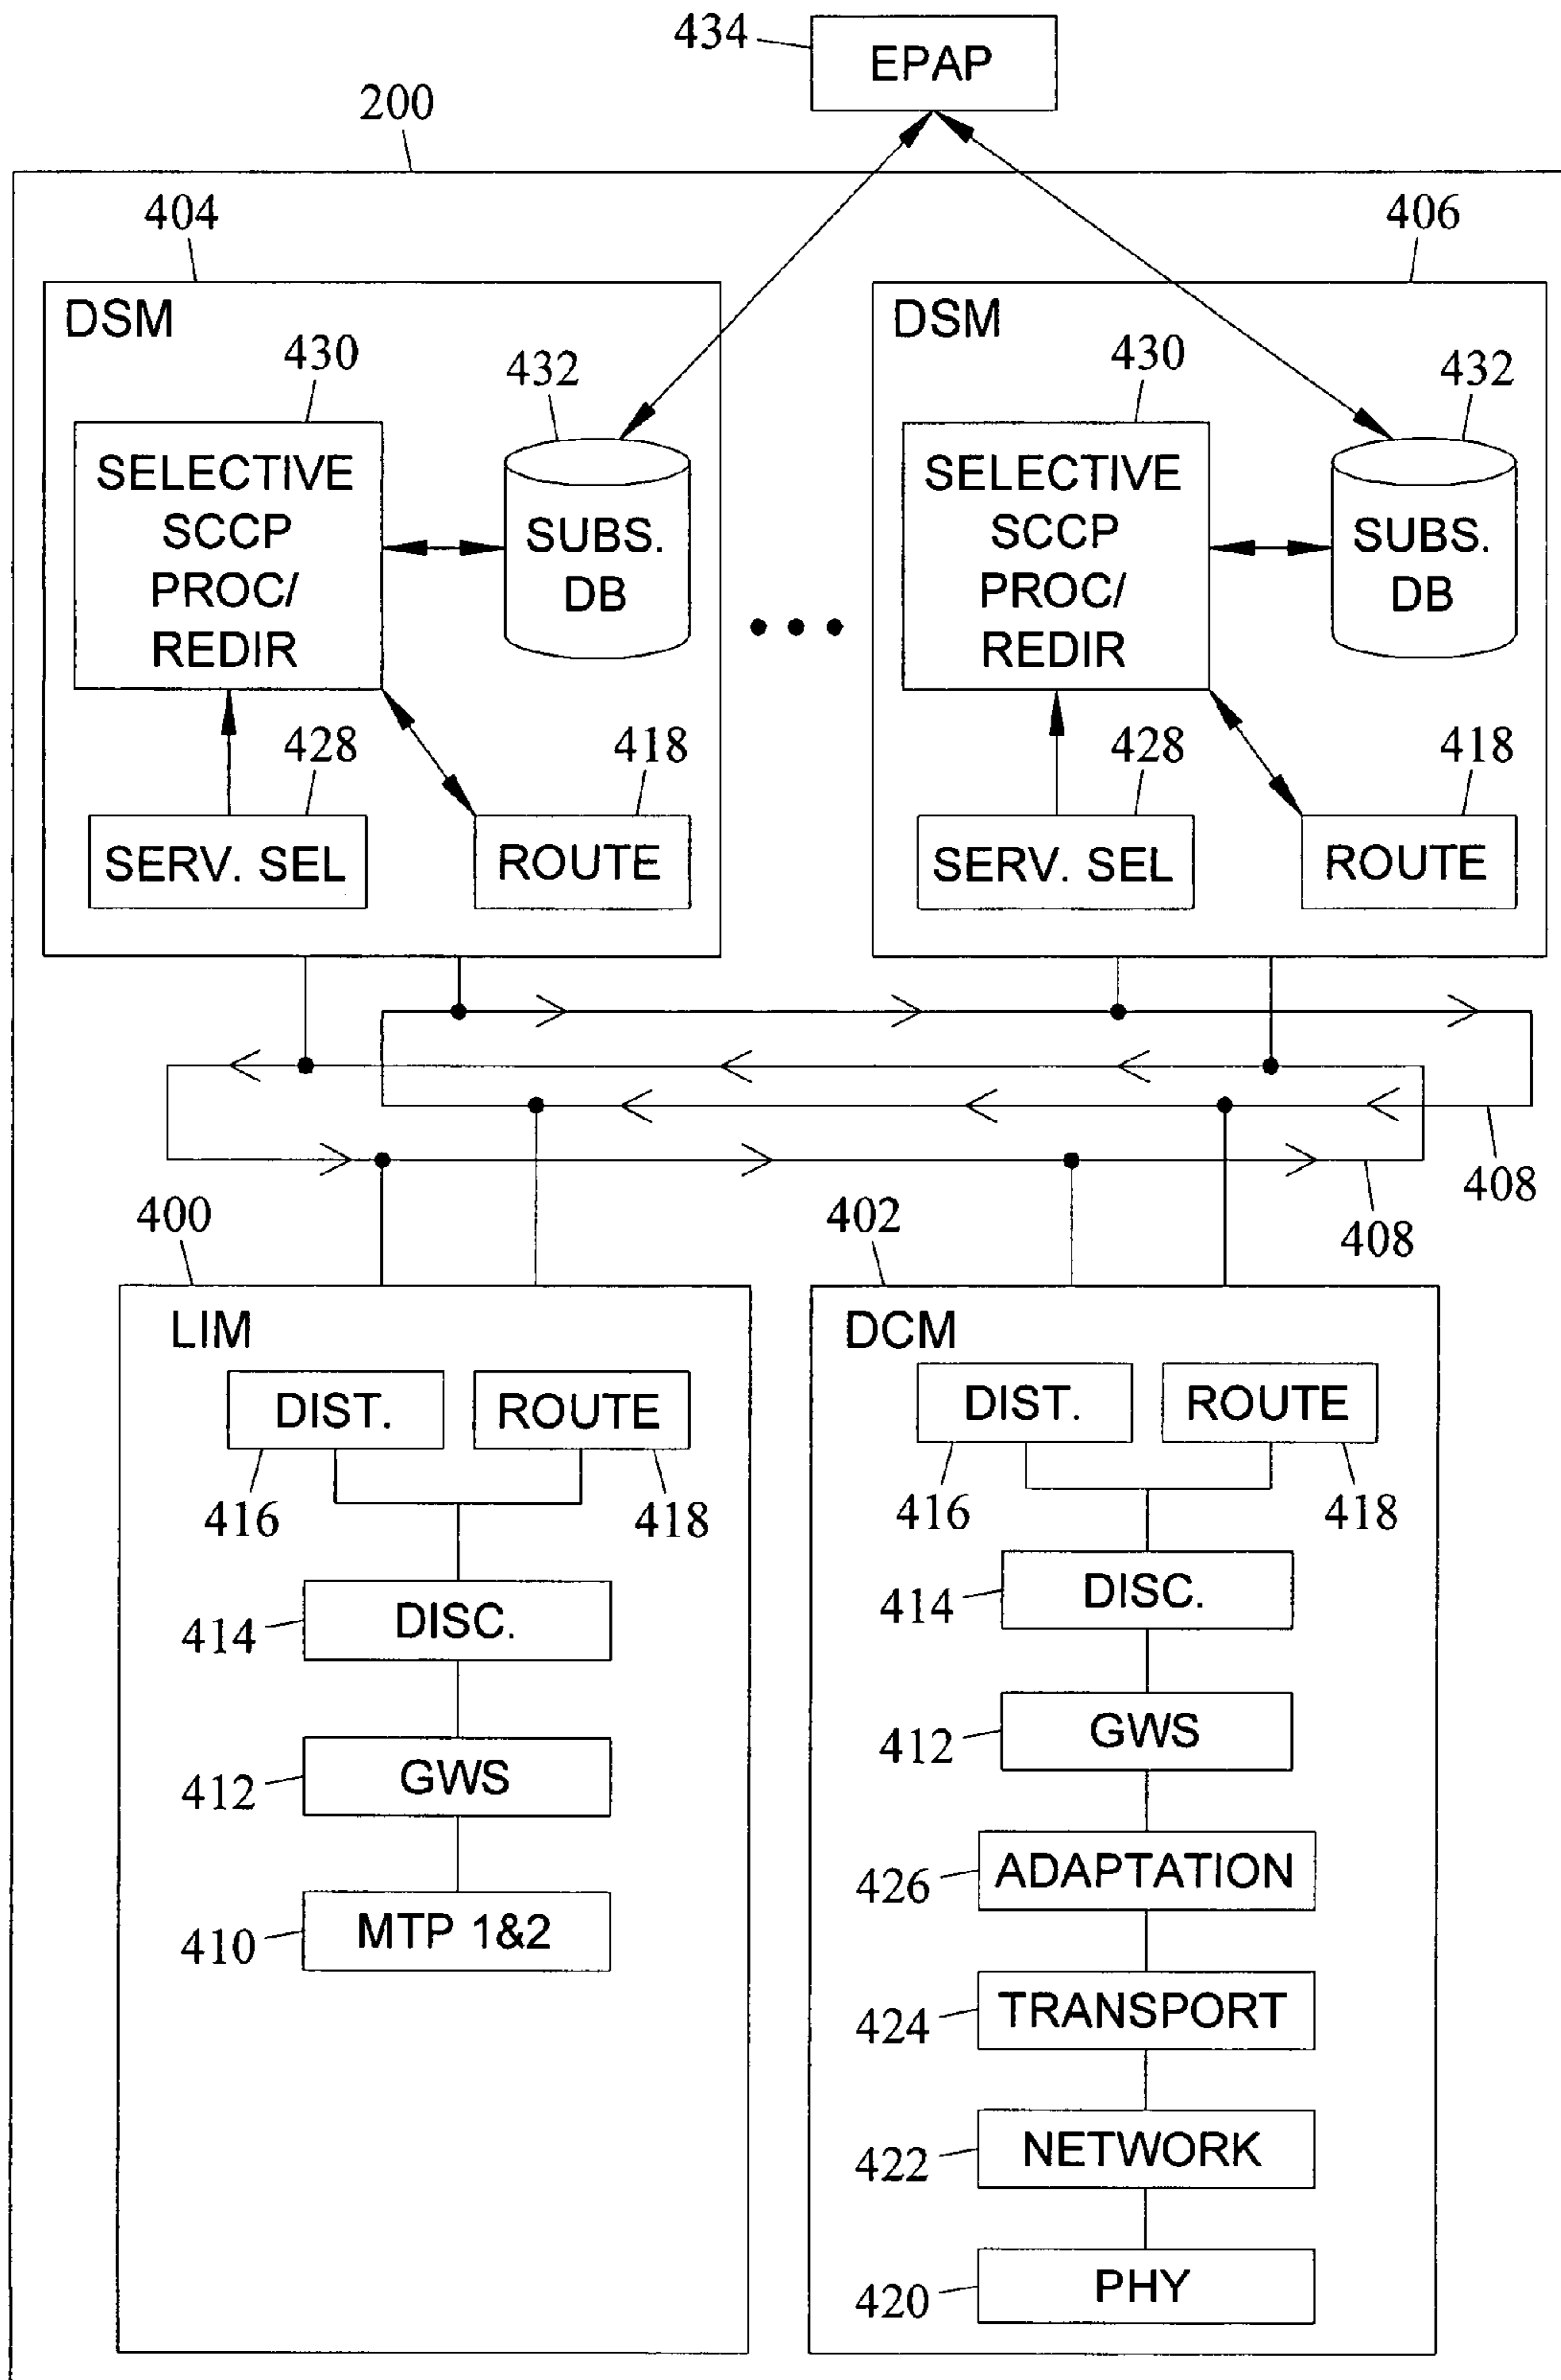 434
EPAP
200
404
406
DSM
430
432
SELECTIVE
SCCP
PROC/
REDIR
SUBS.
DB
428
418
SERV. SEL
ROUTE
DSM
430
432
SELECTIVE
SCCP
PROC/
REDIR
SUBS.
DB
428
418
SERV. SEL
ROUTE
408
408
400
402
LIM
DIST.
ROUTE
416
418
414
DISC.
412
GWS
410
MTP 1&2
DCM
DIST.
ROUTE
416
418
414
DISC.
412
GWS
426
ADAPTATION
424
TRANSPORT
422
NETWORK
420
PHY